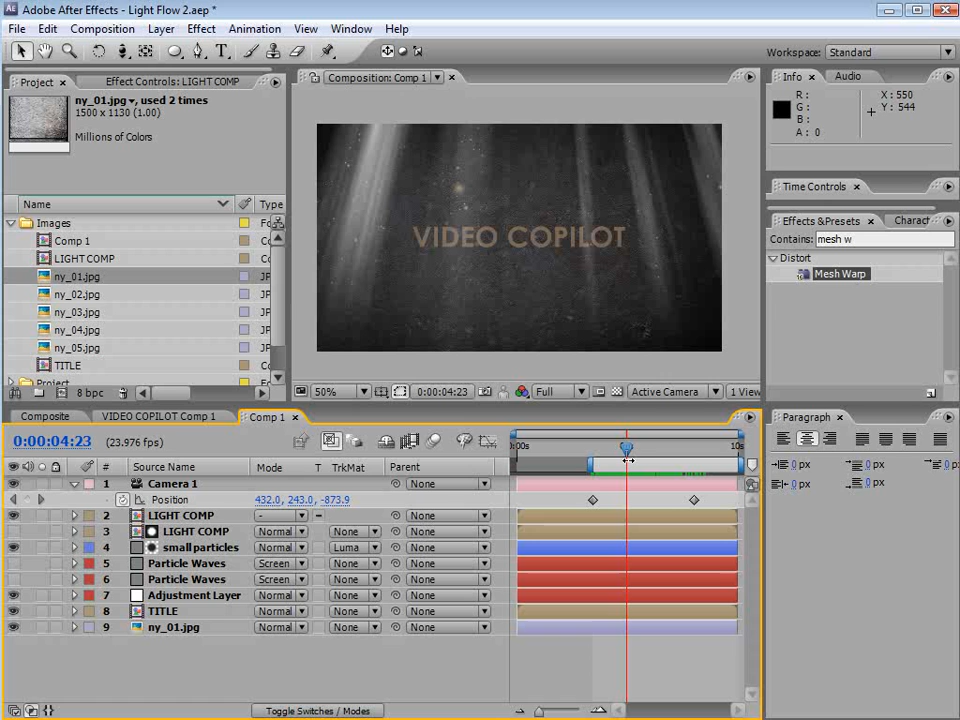 Adobe After Effects - Light Flow 2.aep *
File Edit Composition Layer Effect Animation View Window Help
Workspace: Standard
Project Effect Controls: LIGHT COMP
ny_01.jpg, used 2 times
1500 x 1130 (1.00)
Millions of Colors
Name Type
Images
Comp 1
LIGHT COMP
ny_01.jpg
ny_02.jpg
ny_03.jpg
ny_04.jpg
ny_05.jpg
TITLE
Project
8 bpc
Composition: Comp 1
VIDEO COPILOT
50% 0:00:04:23 Full Active Camera 1 View
Info Audio
R : X : 550
G : Y : 544
B :
A : 0
Time Controls
Effects & Presets
Contains: mesh w
Distort
Mesh Warp
Composite VIDEO COPILOT Comp 1 Comp 1
0:00:04:23 (23.976 fps)
# Source Name Mode T TrkMat Parent
1 Camera 1 None
Position 432.0, 243.0, -873.9
2 LIGHT COMP - None
3 LIGHT COMP Normal None None
4 small particles Normal Luma None
5 Particle Waves Screen None None
6 Particle Waves Screen None None
7 Adjustment Layer Normal None None
8 TITLE Normal None None
9 ny_01.jpg Normal None None
Toggle Switches / Modes
10s
Paragraph
0 px 0 px 0 p
0 px 0 px